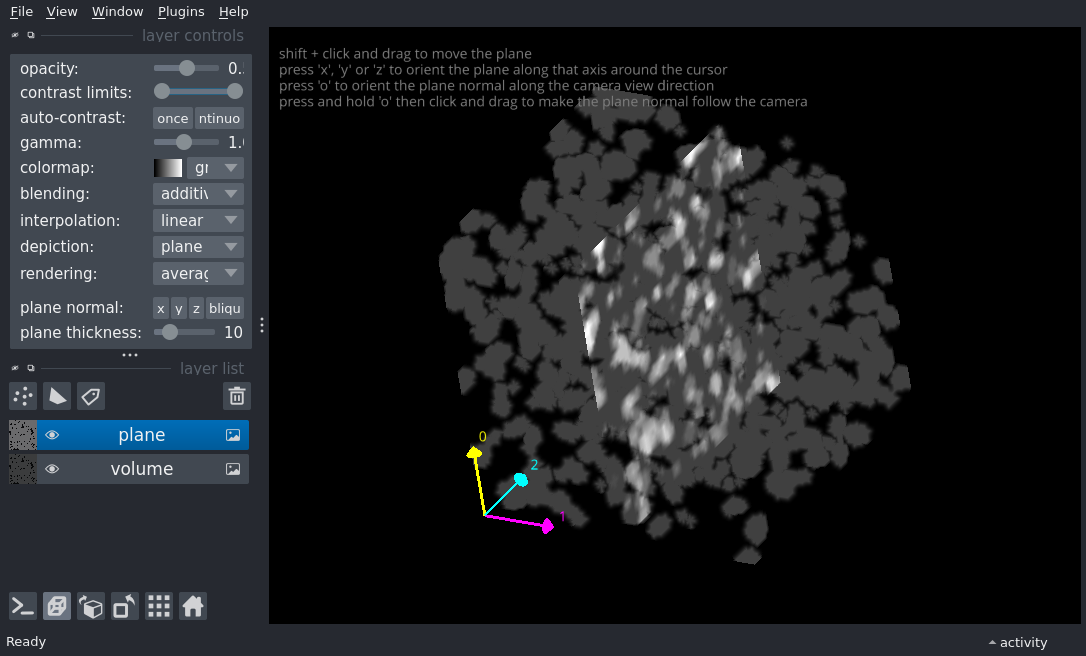 File View Window Plugins Help
layer controls
opacity: 0.
contrast limits:
auto-contrast: once ntinuo
gamma: 1.
colormap: gr
blending: additiv
interpolation: linear
depiction: plane
rendering: averag
plane normal: x y z bliqu
plane thickness: 10
layer list
plane
volume
shift + click and drag to move the plane
press 'x', 'y' or 'z' to orient the plane along that axis around the cursor
press 'o' to orient the plane normal along the camera view direction
press and hold 'o' then click and drag to make the plane normal follow the camera
0
2
1
Ready
activity